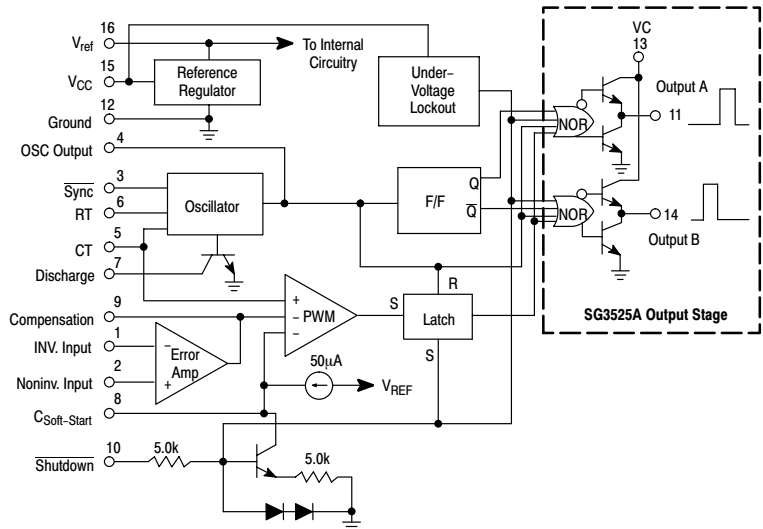 16
Vref
To Internal
Circuitry
15
VCC
Reference
Regulator
Under–
Voltage
Lockout
12
Ground
4
OSC Output
3
Sync
6
RT
5
CT
7
Discharge
Oscillator
F/F
Q
Q
VC
13
Output A
11
NOR
NOR
14
Output B
SG3525A Output Stage
9
Compensation
1
INV. Input
2
Noninv. Input
8
CSoft–Start
10
Shutdown
−
Error
Amp
+
+
− PWM
−
S
R
Latch
S
50μA
VREF
5.0k
5.0k